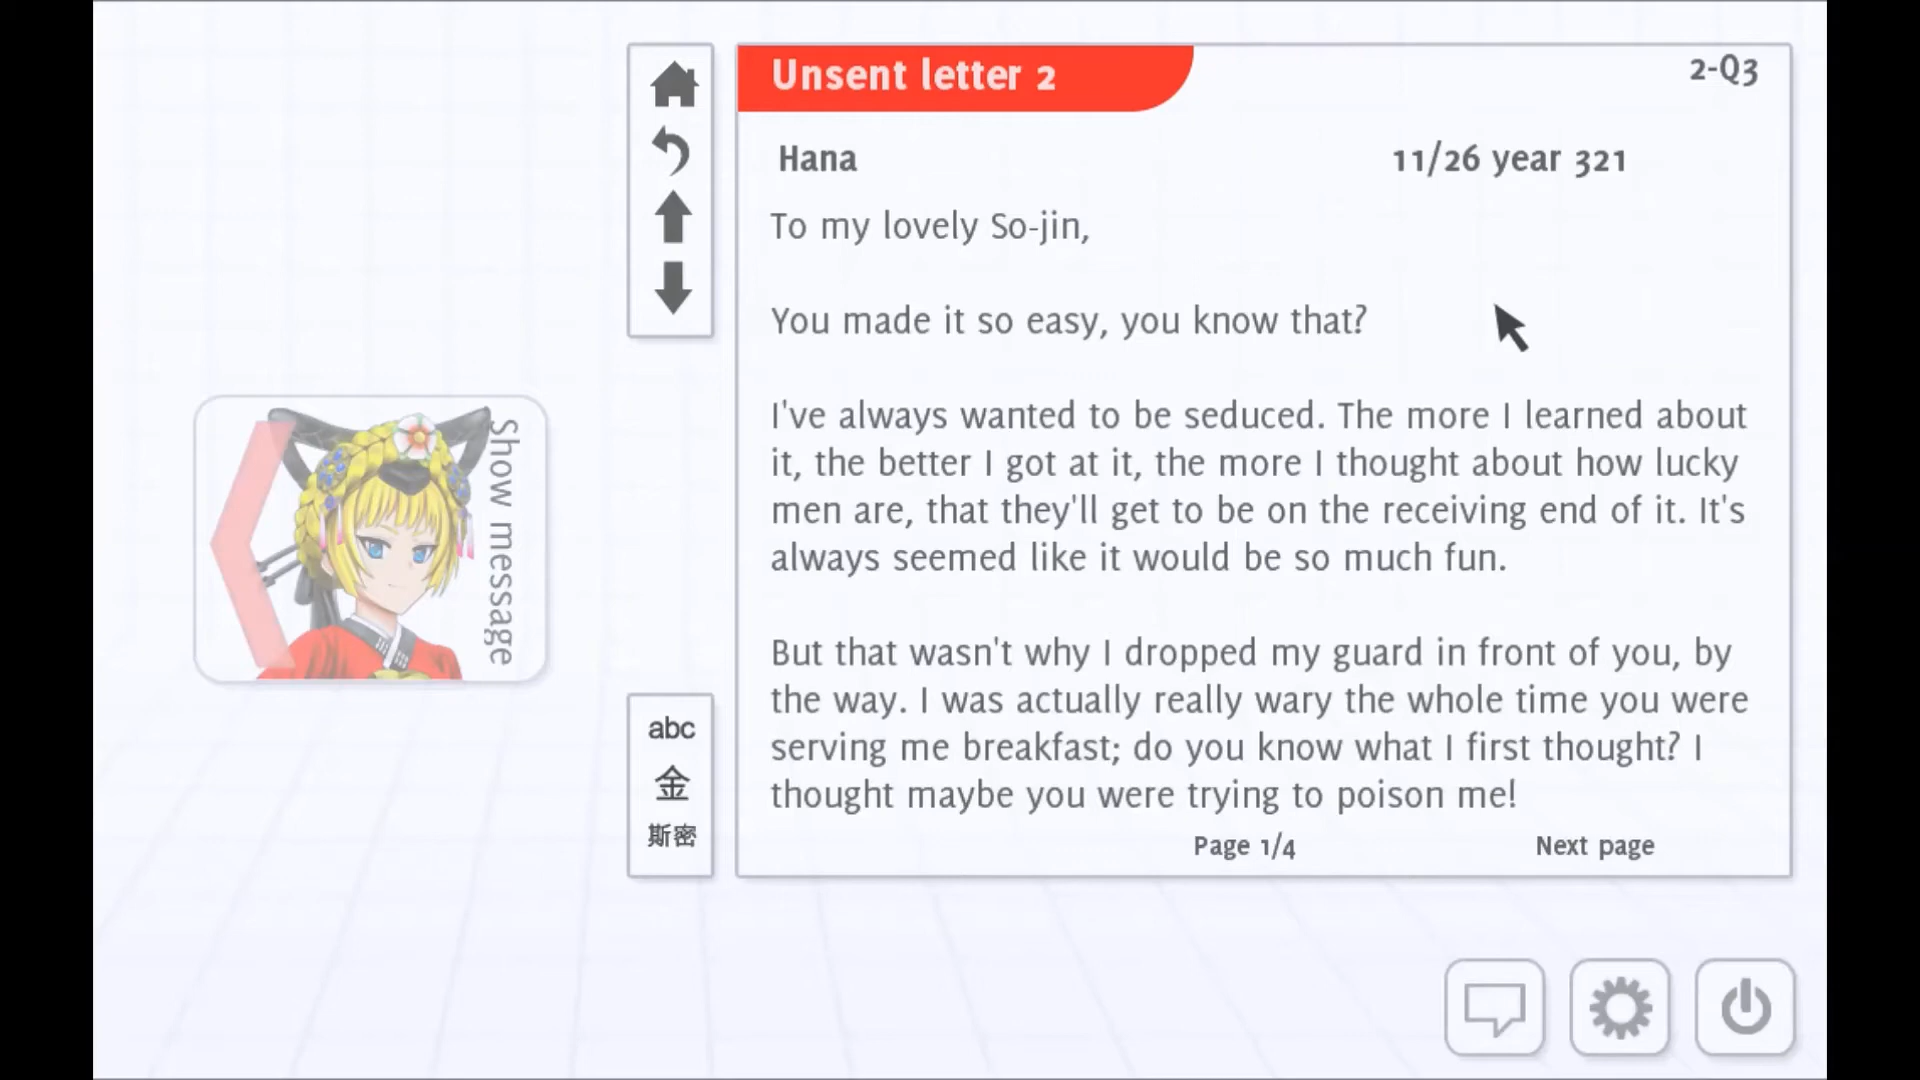 Unsent letter 2
2-Q3
Hana
11/26 year 321
To my lovely So-jin,
You made it so easy, you know that?
I've always wanted to be seduced. The more I learned about
it, the better I got at it, the more I thought about how lucky
men are, that they'll get to be on the receiving end of it. It's
always seemed like it would be so much fun.
But that wasn't why I dropped my guard in front of you, by
the way. I was actually really wary the whole time you were
serving me breakfast; do you know what I first thought? I
thought maybe you were trying to poison me!
Page 1/4
Next page
Show message
abc
金
斯密